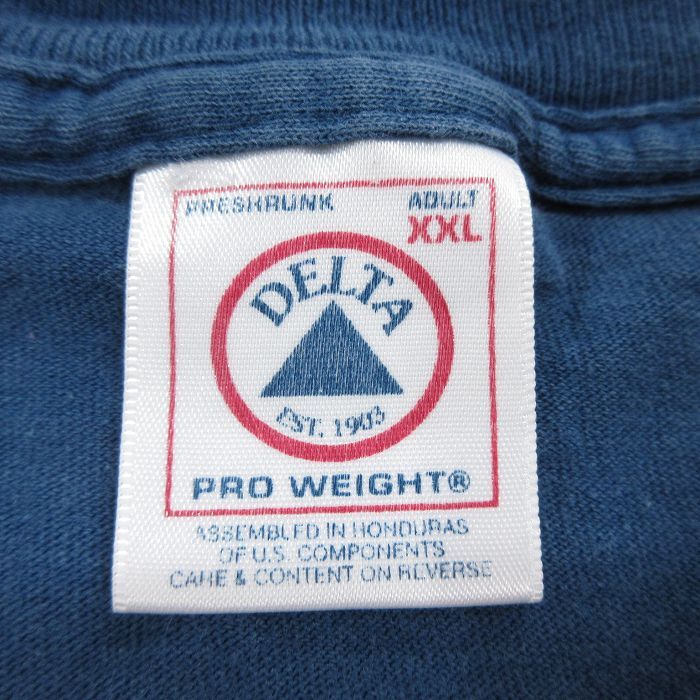 PRESHRUNK ADULT
XXL
DELTA
EST. 1903
PRO WEIGHT®
ASSEMBLED IN HONDURAS
OF U.S. COMPONENTS
CARE & CONTENT ON REVERSE